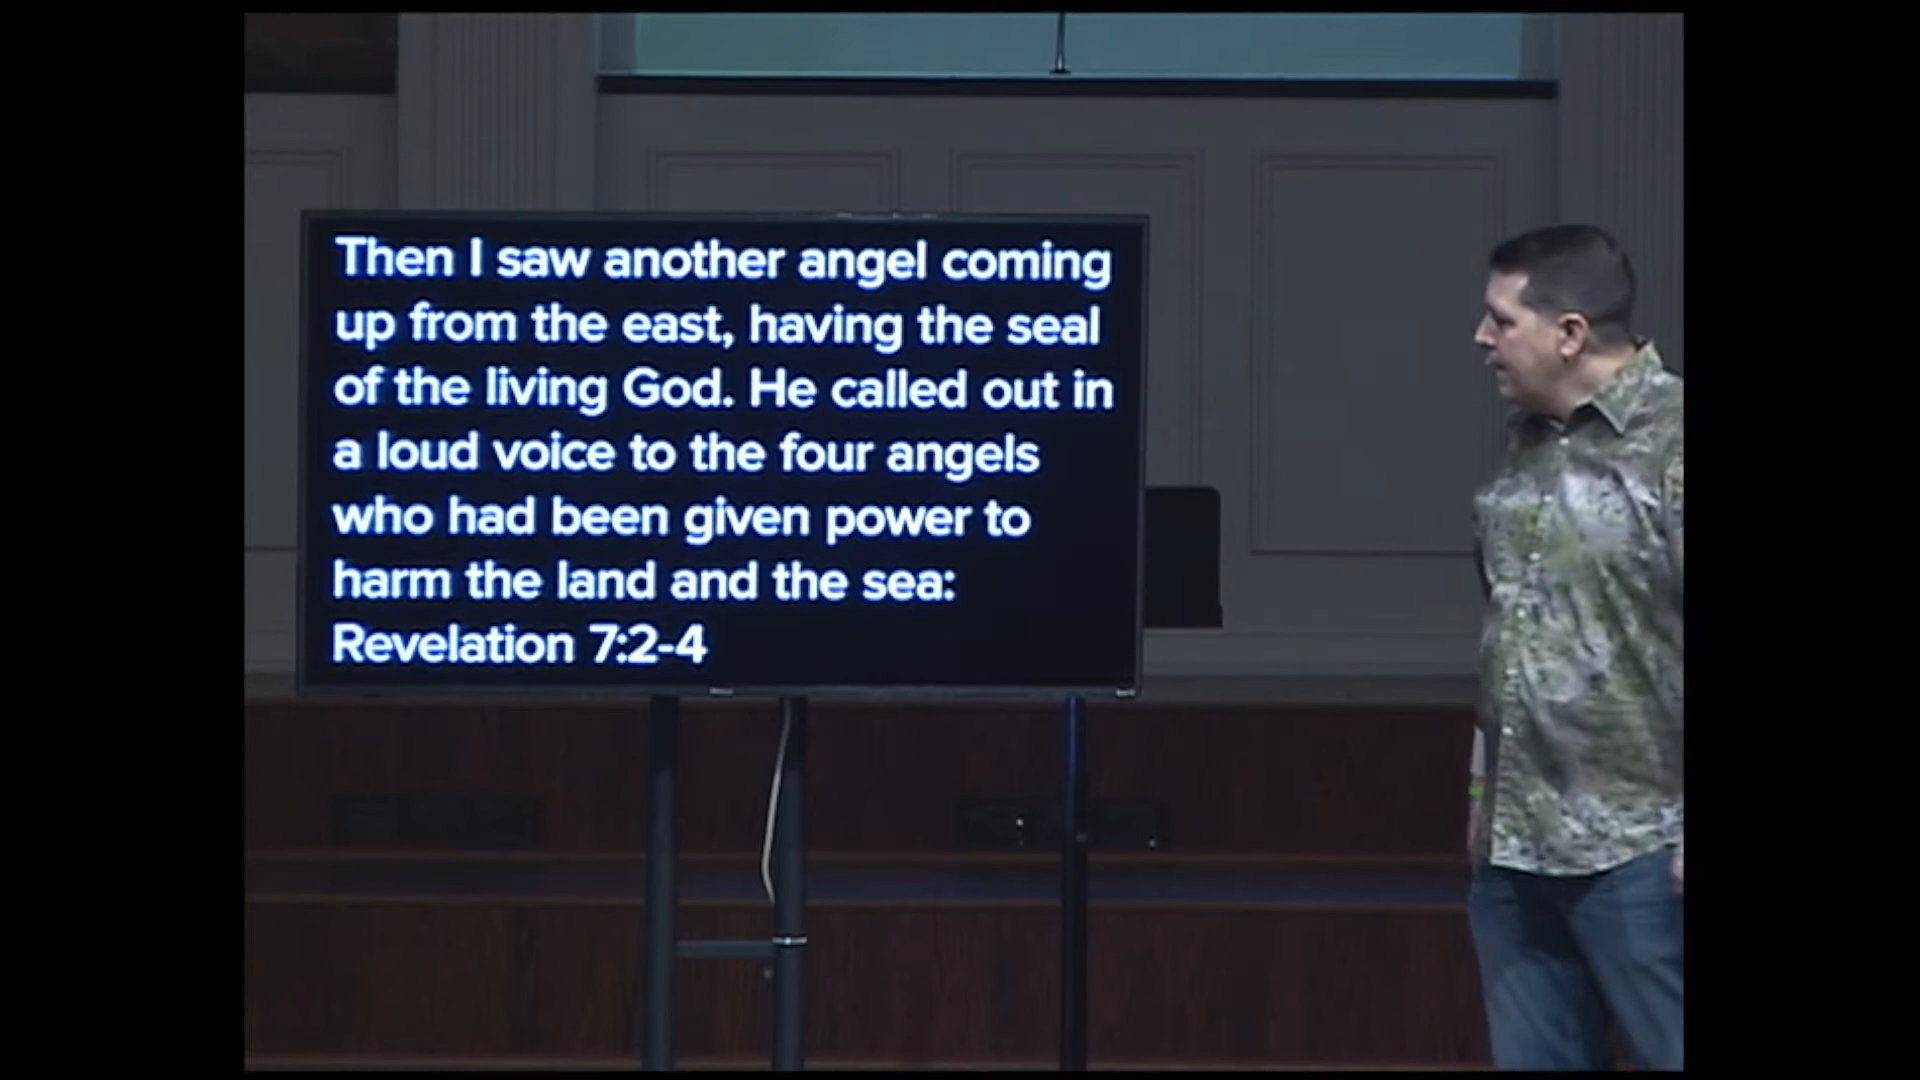 Then I saw another angel coming
up from the east, having the seal
of the living God. He called out in
a loud voice to the four angels
who had been given power to
harm the land and the sea:
Revelation 7:2-4